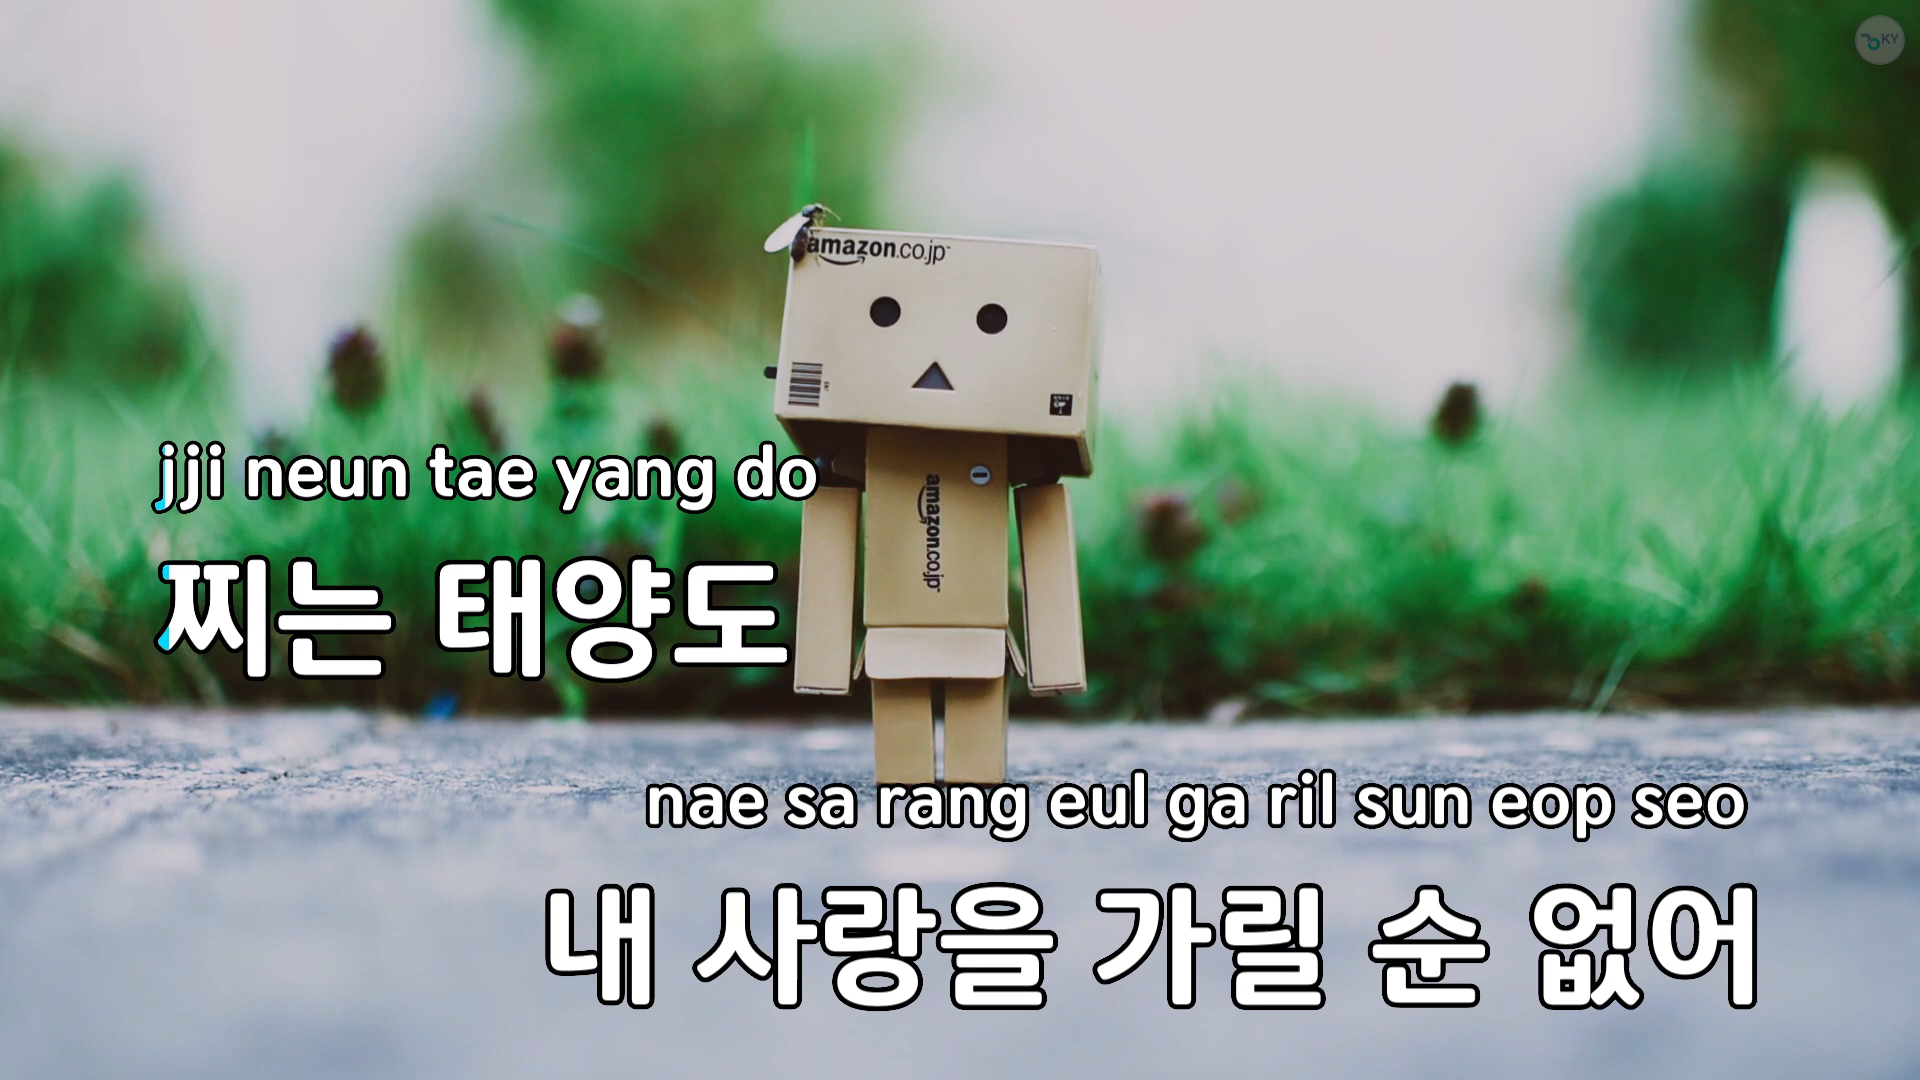 KY
amazon.co.jp
amazon.co.jp
jji neun tae yang do
찌는 태양도
nae sa rang eul ga ril sun eop seo
내 사랑을 가릴 순 없어